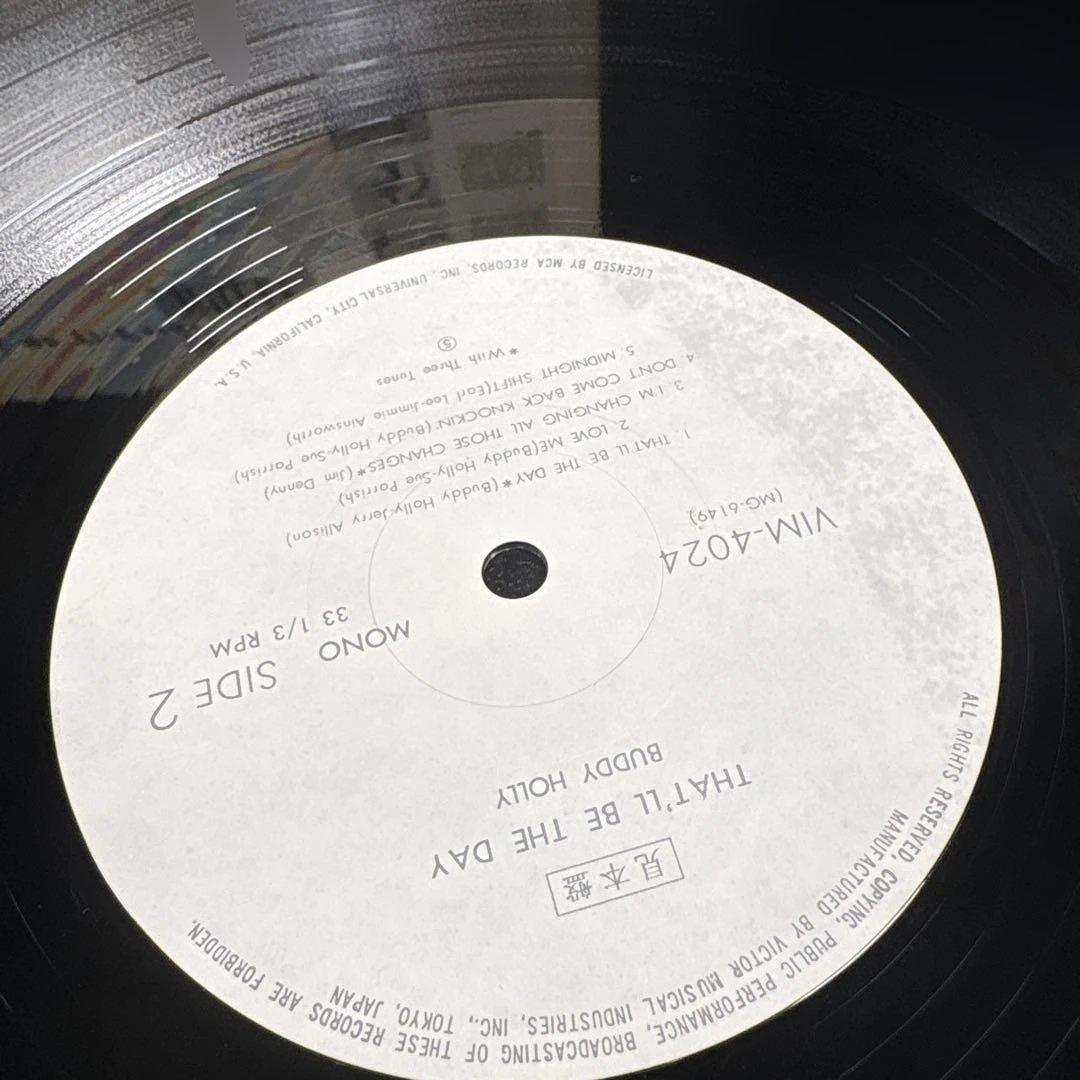 ALL RIGHTS RESERVED, COPYING, PUBLIC PERFORMANCE, BROADCASTING OF THESE RECORDS ARE FORBIDDEN.
MANUFACTURED BY VICTOR MUSICAL INDUSTRIES, INC., TOKYO, JAPAN
見本盤
THAT'LL BE THE DAY
BUDDY HOLLY
SIDE 2
MONO
33 1/3 RPM
VIM-4024
(MG-6149)
1. THAT'LL BE THE DAY*(Buddy Holly-Jerry Allison)
2. LOVE ME(Buddy Holly-Sue Parrish)
3. I'M CHANGING ALL THOSE CHANGES*(Jim Denny)
4. DON'T COME BACK KNOCKIN'(Buddy Holly-Sue Parrish)
5. MIDNIGHT SHIFT(Earl Lee-Jimmie Ainsworth)
*With Three Tunes
Ⓢ
LICENSED BY MCA RECORDS, INC., UNIVERSAL CITY, CALIFORNIA, U.S.A.